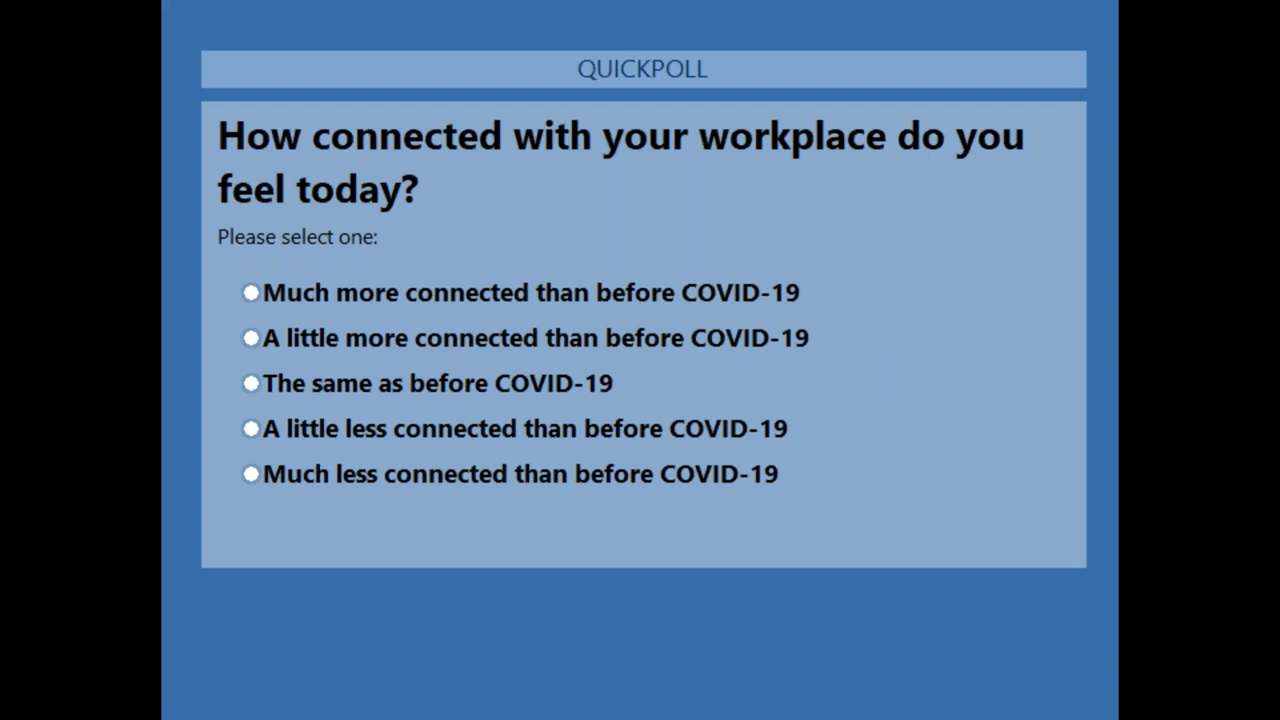 QUICKPOLL
How connected with your workplace do you
feel today?
Please select one:
Much more connected than before COVID-19
A little more connected than before COVID-19
The same as before COVID-19
A little less connected than before COVID-19
Much less connected than before COVID-19